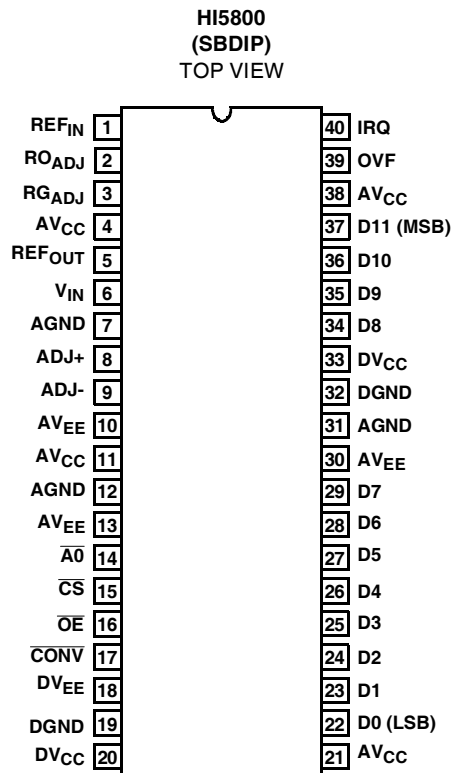 HI5800
(SBDIP)
TOP VIEW
REFIN 1
ROADJ 2
RGADJ 3
AVCC 4
REFOUT 5
VIN 6
AGND 7
ADJ+ 8
ADJ- 9
AVEE 10
AVCC 11
AGND 12
AVEE 13
A0 14
CS 15
OE 16
CONV 17
DVEE 18
DGND 19
DVCC 20
40 IRQ
39 OVF
38 AVCC
37 D11 (MSB)
36 D10
35 D9
34 D8
33 DVCC
32 DGND
31 AGND
30 AVEE
29 D7
28 D6
27 D5
26 D4
25 D3
24 D2
23 D1
22 D0 (LSB)
21 AVCC